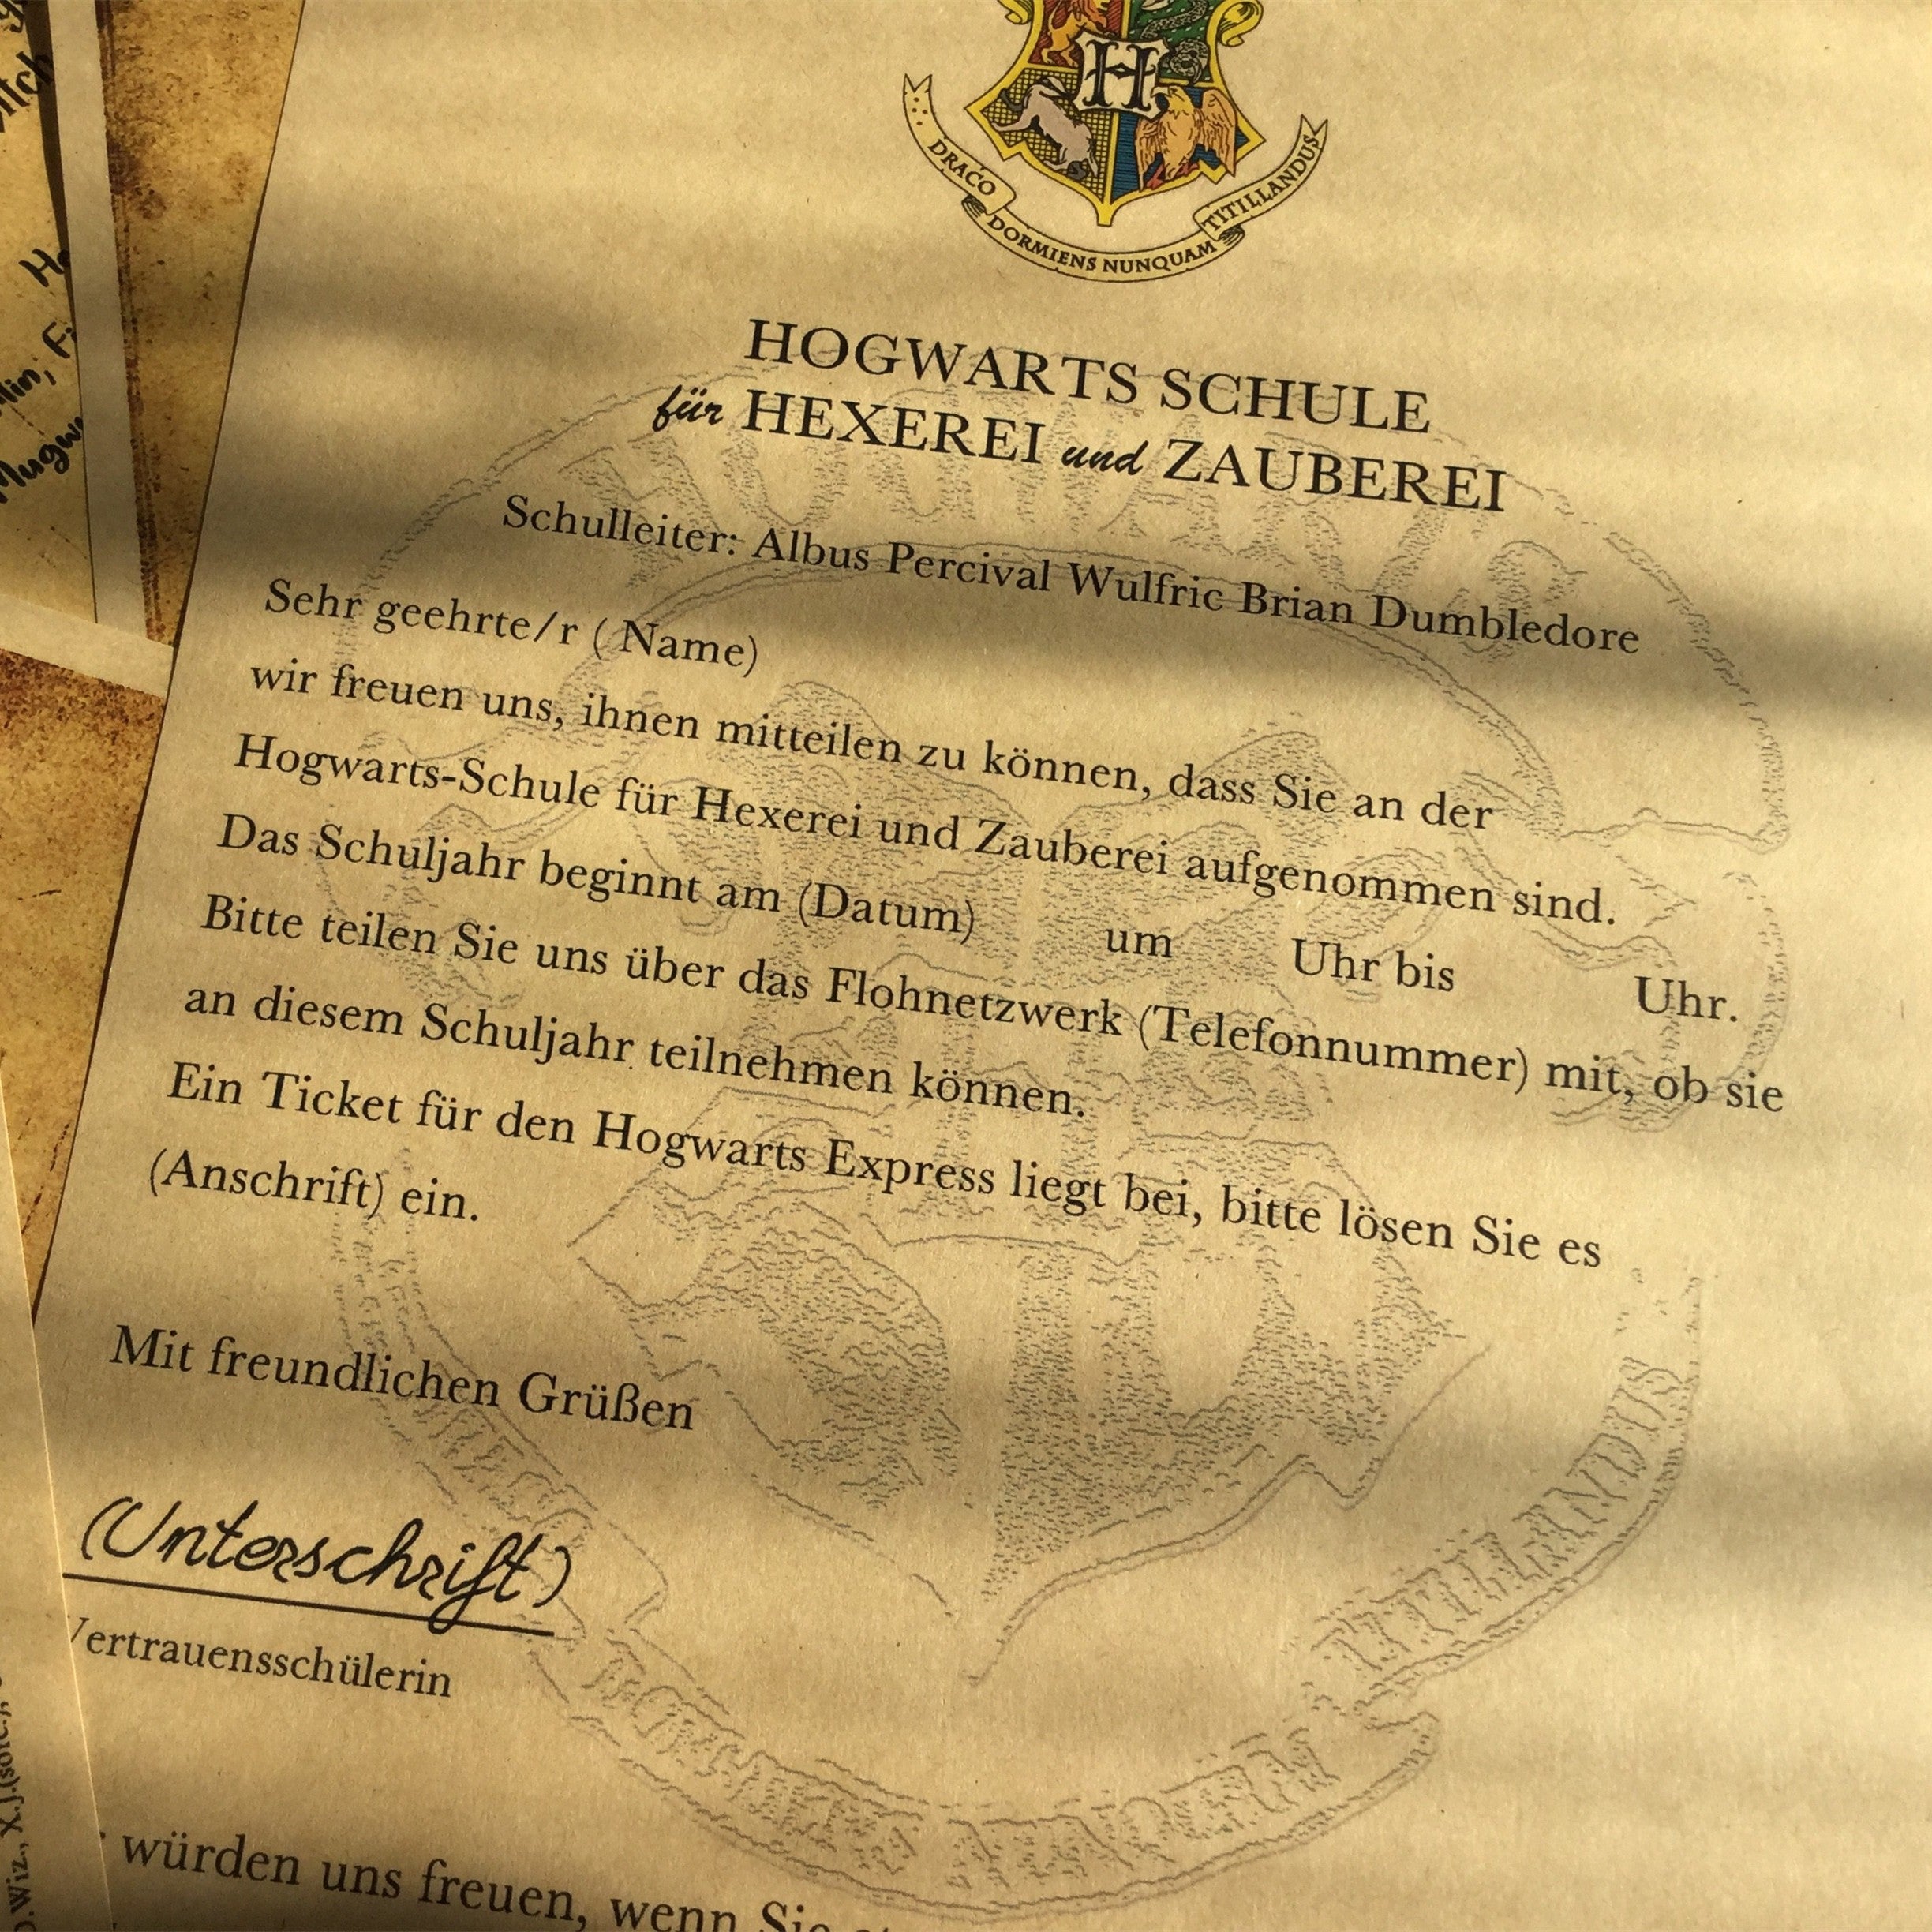 H
DRACO
DORMIENS NUNQUAM
TITILLANDUS
HOGWARTS SCHULE
für HEXEREI und ZAUBEREI
Schulleiter: Albus Percival Wulfric Brian Dumbledore
Sehr geehrte/r ( Name)
wir freuen uns, ihnen mitteilen zu können, dass Sie an der
Hogwarts-Schule für Hexerei und Zauberei aufgenommen sind.
Das Schuljahr beginnt am (Datum) um Uhr bis Uhr.
Bitte teilen Sie uns über das Flohnetzwerk (Telefonnummer) mit, ob sie
an diesem Schuljahr teilnehmen können.
Ein Ticket für den Hogwarts Express liegt bei, bitte lösen Sie es
(Anschrift) ein.
Mit freundlichen Grüßen
(Unterschrift)
Vertrauensschülerin
würden uns freuen, wenn Sie